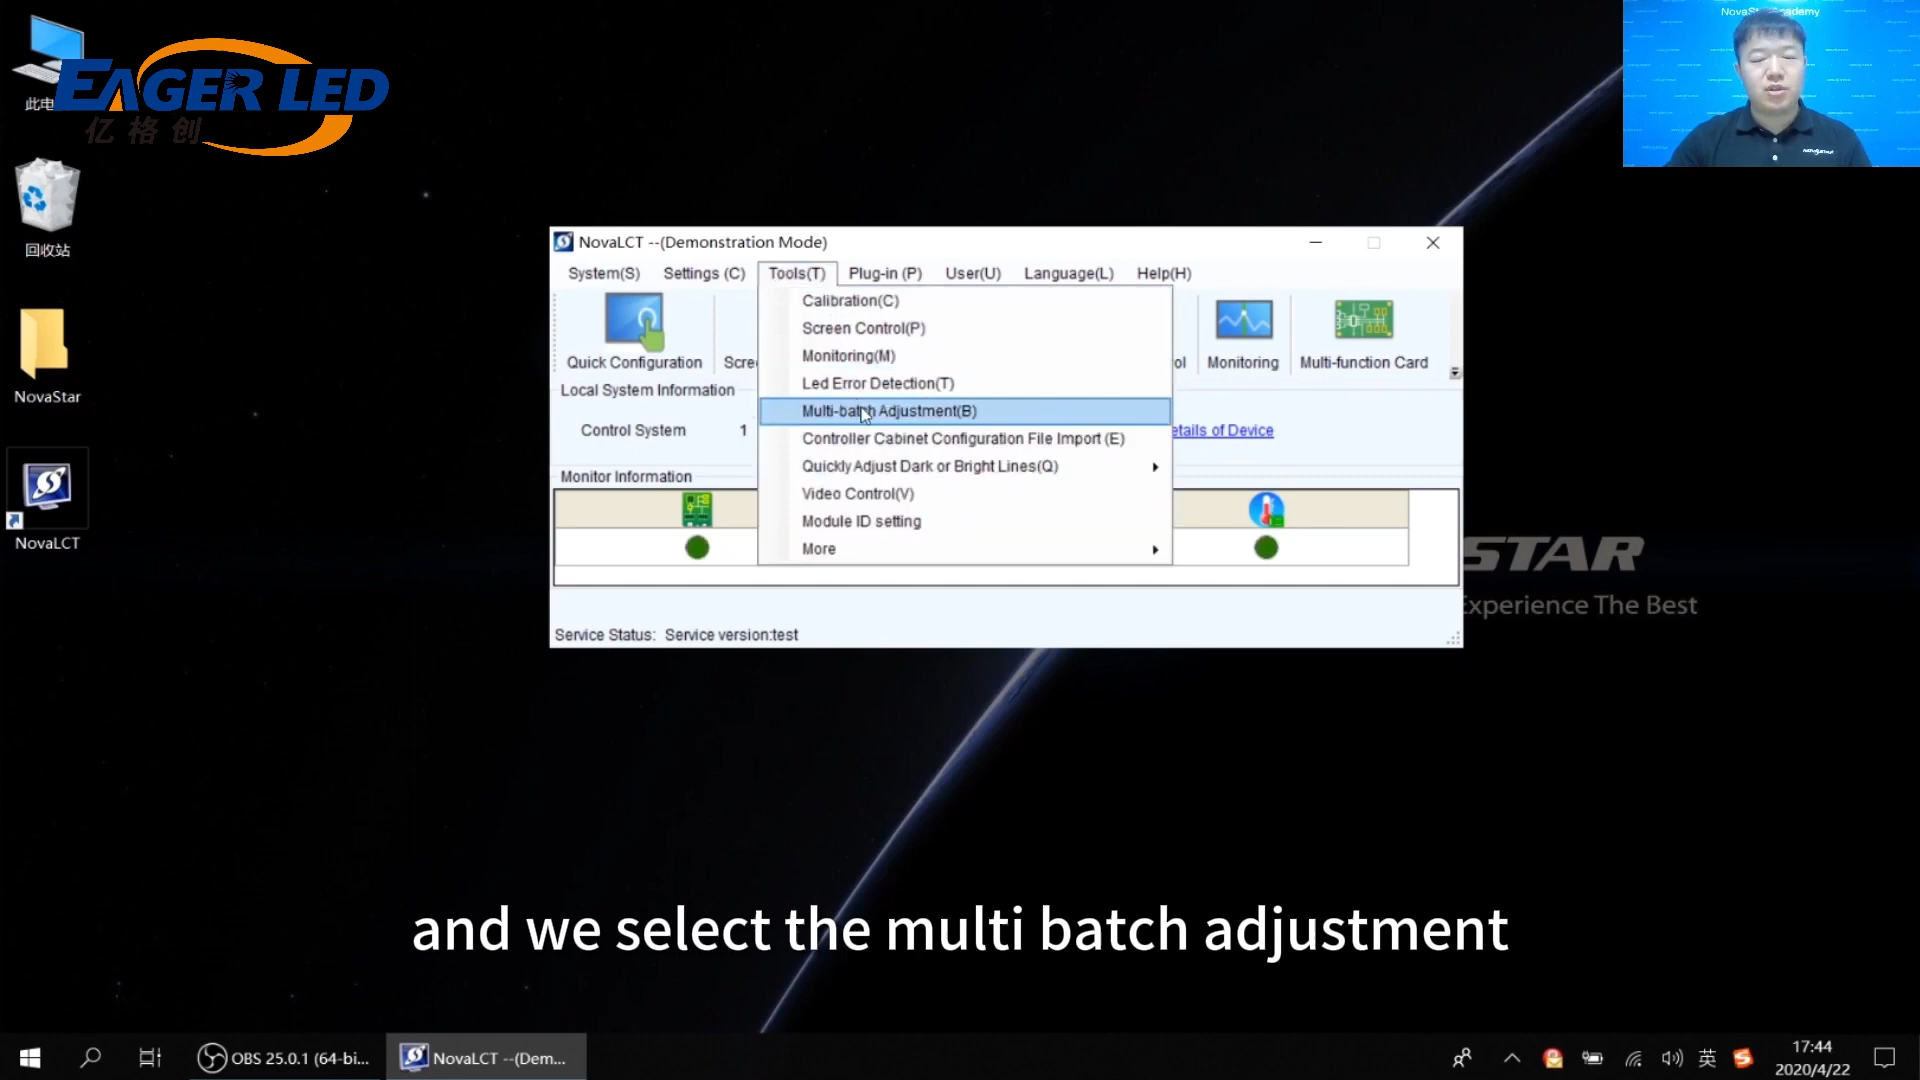 此电
EAGER LED
亿格创
回收站
NovaStar
NovaLCT
NovaSt
ademy
NOVASTAR
NovaLCT --(Demonstration Mode)
System(S) Settings (C) Tools(T) Plug-in (P) User(U) Language(L) Help(H)
Calibration(C)
Screen Control(P)
Monitoring(M)
Led Error Detection(T)
Multi-batch Adjustment(B)
Controller Cabinet Configuration File Import (E)
Quickly Adjust Dark or Bright Lines(Q)
Video Control(V)
Module ID setting
More
Quick Configuration Scre ol Monitoring Multi-function Card
Local System Information
Control System 1 etails of Device
Monitor Information
Service Status: Service version:test
STAR
Experience The Best
and we select the multi batch adjustment
OBS 25.0.1 (64-bi... NovaLCT --(Dem... 英 17:44
2020/4/22